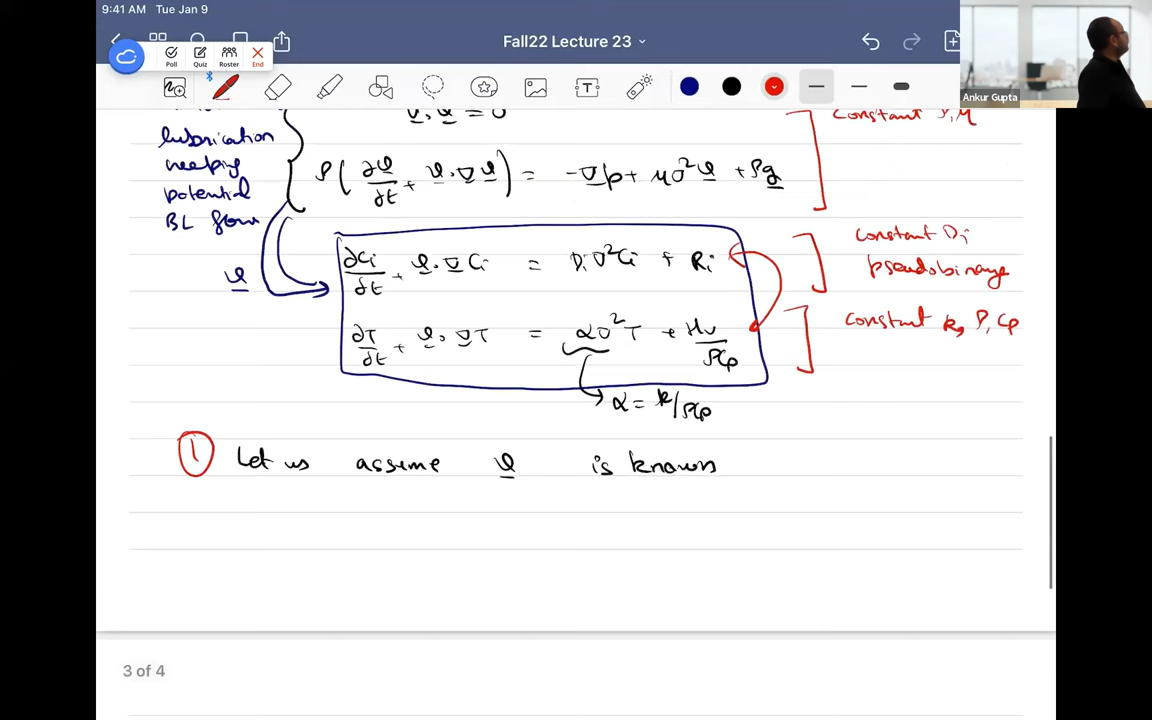 9:41 AM Tue Jan 9
Fall22 Lecture 23
Poll Quiz Roster End
Ankur Gupta
∇·v = 0
constant ρ, μ
lubrication
potential
BL flow
ρ(∂v/∂t + v·∇v) = -∇p + μ∇²v + ρg
v
∂Ci/∂t + v·∇Ci = Di∇²Ci + Ri
constant Di
pseudobinary
∂T/∂t + v·∇T = α∇²T + Hv/ρCp
constant k, ρ, Cp
α = k/ρCp
① Let us assume v is known
3 of 4